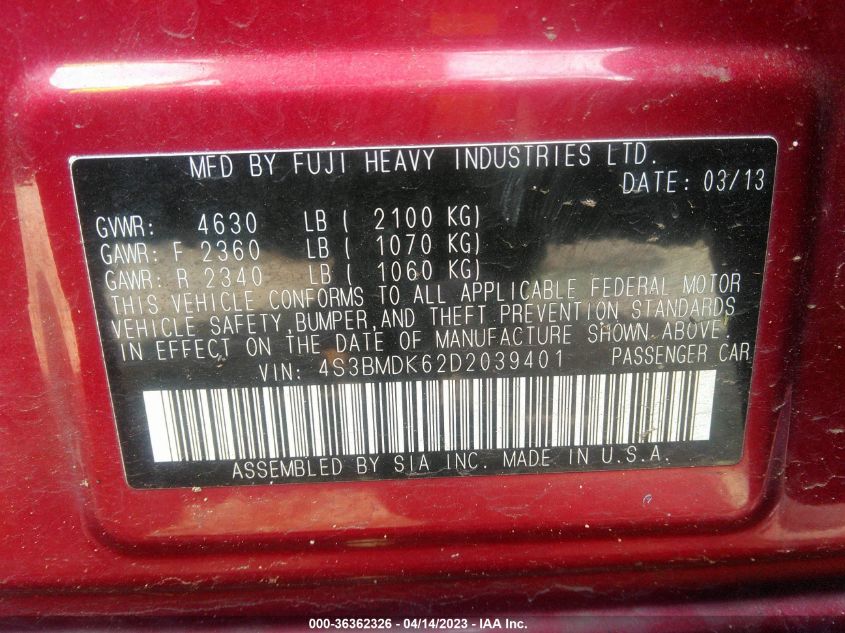 MFD BY FUJI HEAVY INDUSTRIES LTD.
DATE: 03/13
GVWR: 4630 LB ( 2100 KG)
GAWR: F 2360 LB ( 1070 KG)
GAWR: R 2340 LB ( 1060 KG)
THIS VEHICLE CONFORMS TO ALL APPLICABLE FEDERAL MOTOR
VEHICLE SAFETY,BUMPER,AND THEFT PREVENTION STANDARDS
IN EFFECT ON THE DATE OF MANUFACTURE SHOWN ABOVE.
VIN: 4S3BMDK62D2039401 PASSENGER CAR
ASSEMBLED BY SIA INC. MADE IN U.S.A.
000-36362326 - 04/14/2023 - IAA Inc.